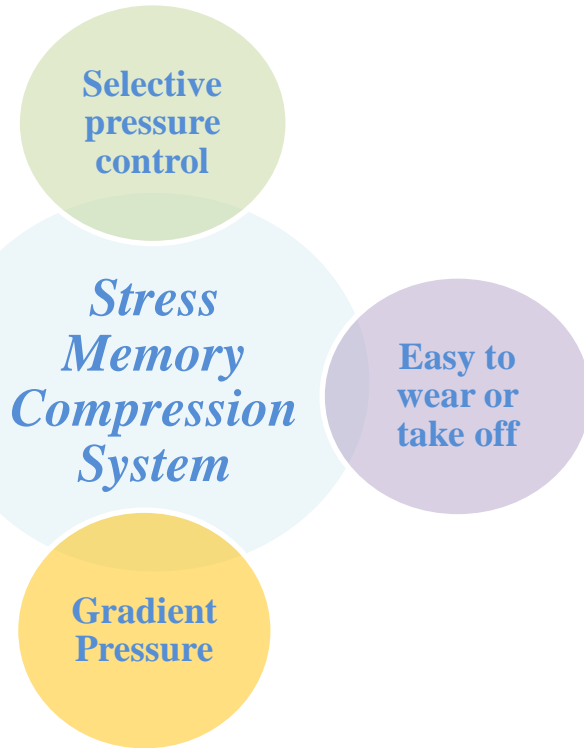 Selective
pressure
control
Stress
Memory
Compression
System
Easy to
wear or
take off
Gradient
Pressure